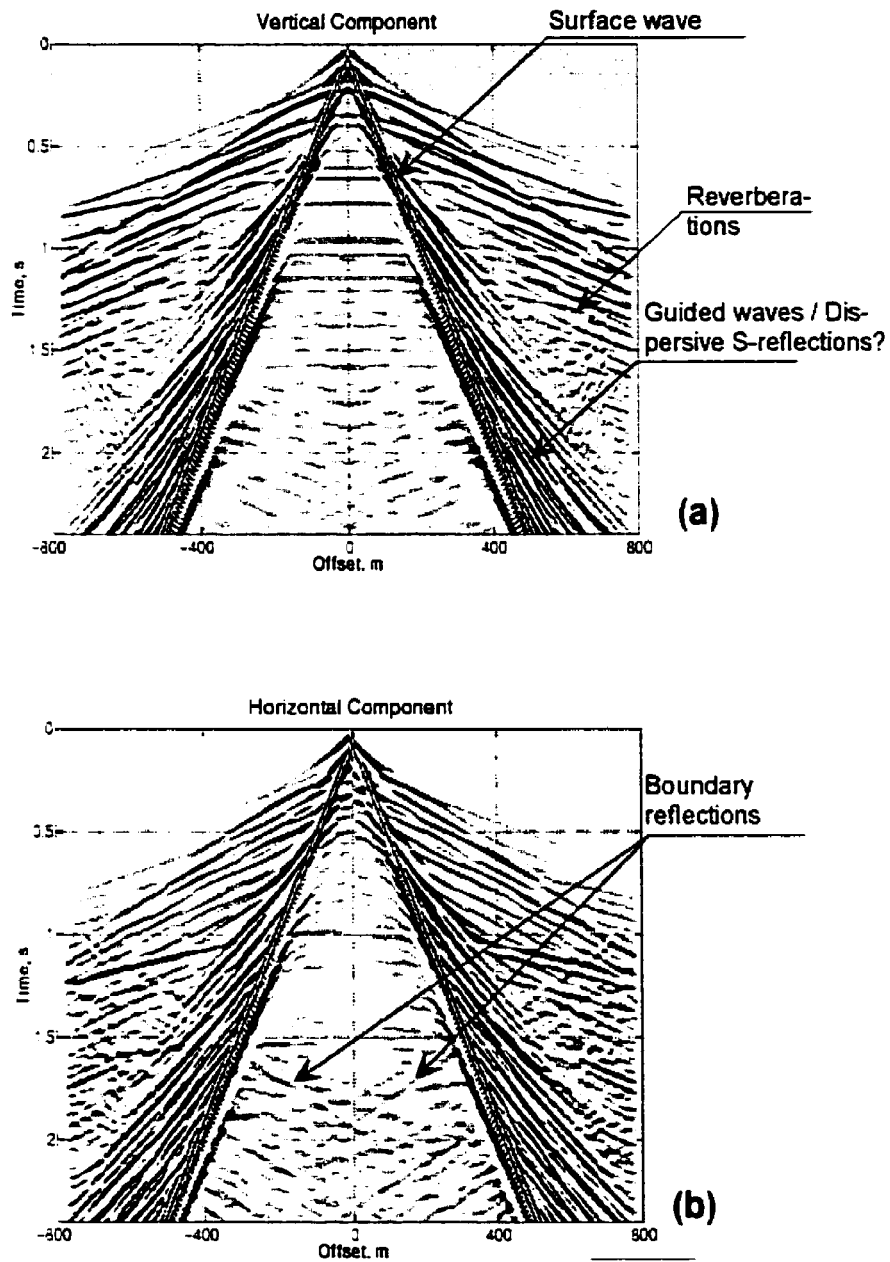 Vertical Component
Surface wave
0
0.5
1
1.5
2
Time, s
Reverbera-
tions
Guided waves / Dis-
persive S-reflections?
-800
-400
0
400
800
Offset, m
(a)
Horizontal Component
0
0.5
1
1.5
2
Time, s
Boundary
reflections
-800
-400
0
400
800
Offset, m
(b)